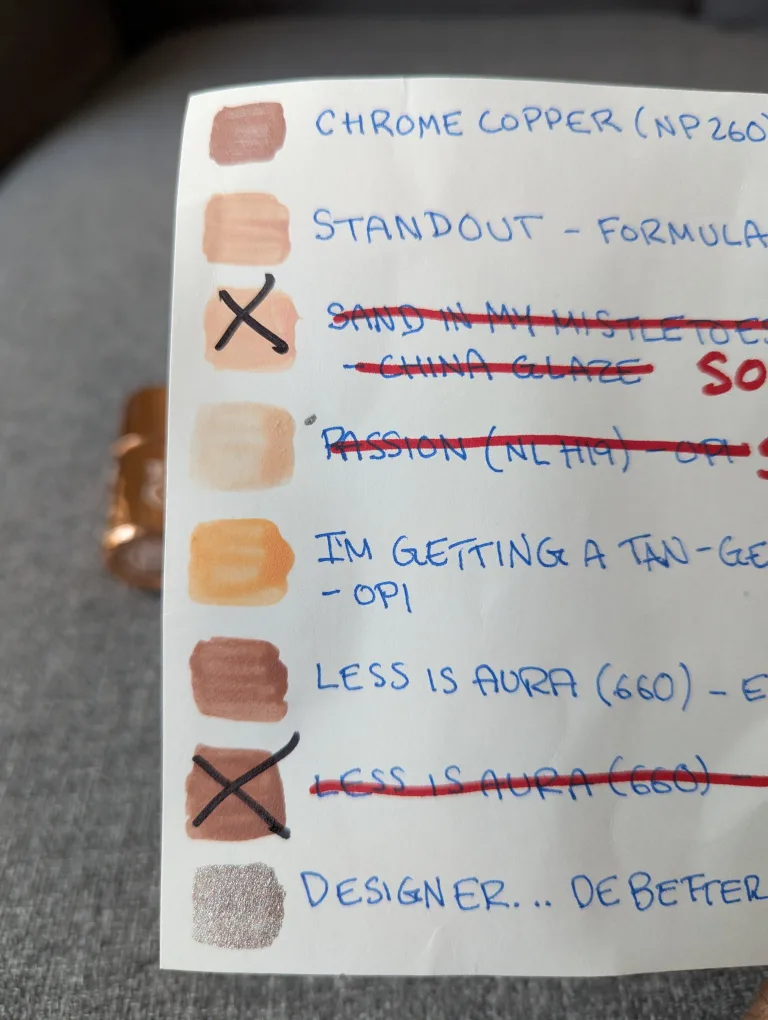 CHROME COPPER (NP260)
STANDOUT - FORMULA
SAND IN MY MISTLETOES
- CHINA GLAZE SO
PASSION (NL H19) - OPI S
I'M GETTING A TAN-GE
- OPI
LESS IS AURA (660) - E
LESS IS AURA (660) -
DESIGNER... DE BETTER